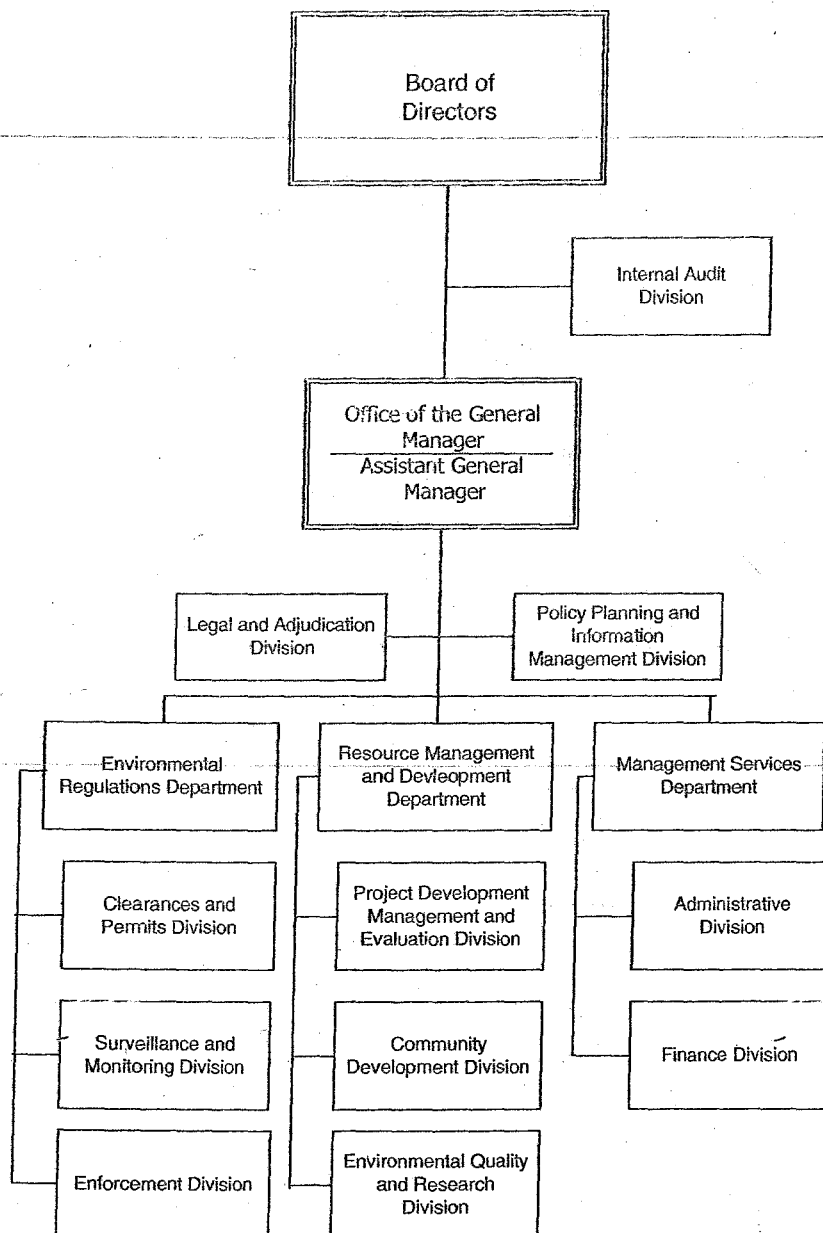 Board of
Directors
Internal Audit
Division
Office of the General
Manager
Assistant General
Manager
Legal and Adjudication
Division
Policy Planning and
Information
Management Division
Environmental
Regulations Department
Resource Management
and Devleopment
Department
Management Services
Department
Clearances and
Permits Division
Project Development
Management and
Evaluation Division
Administrative
Division
Surveillance and
Monitoring Division
Community
Development Division
Finance Division
Enforcement Division
Environmental Quality
and Research
Division